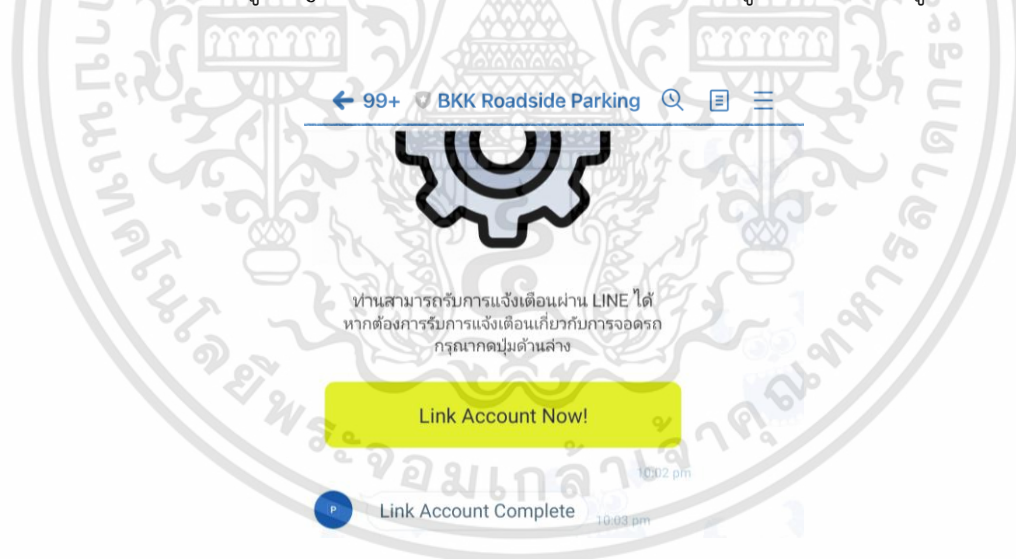 ← 99+ BKK Roadside Parking
ท่านสามารถรับการแจ้งเตือนผ่าน LINE ได้
หากต้องการรับการแจ้งเตือนเกี่ยวกับการจอดรถ
กรุณากดปุ่มด้านล่าง
Link Account Now!
10:02 pm
P
Link Account Complete
10:03 pm